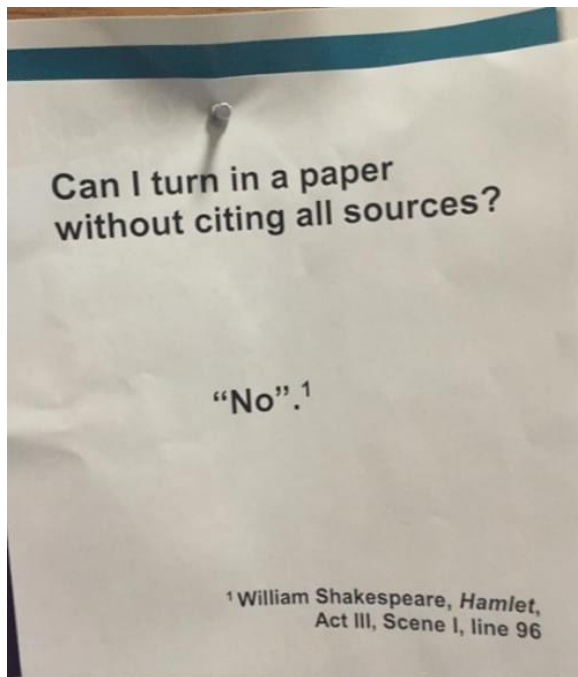 Can I turn in a paper
without citing all sources?
“No”.¹
¹ William Shakespeare, Hamlet,
Act III, Scene I, line 96